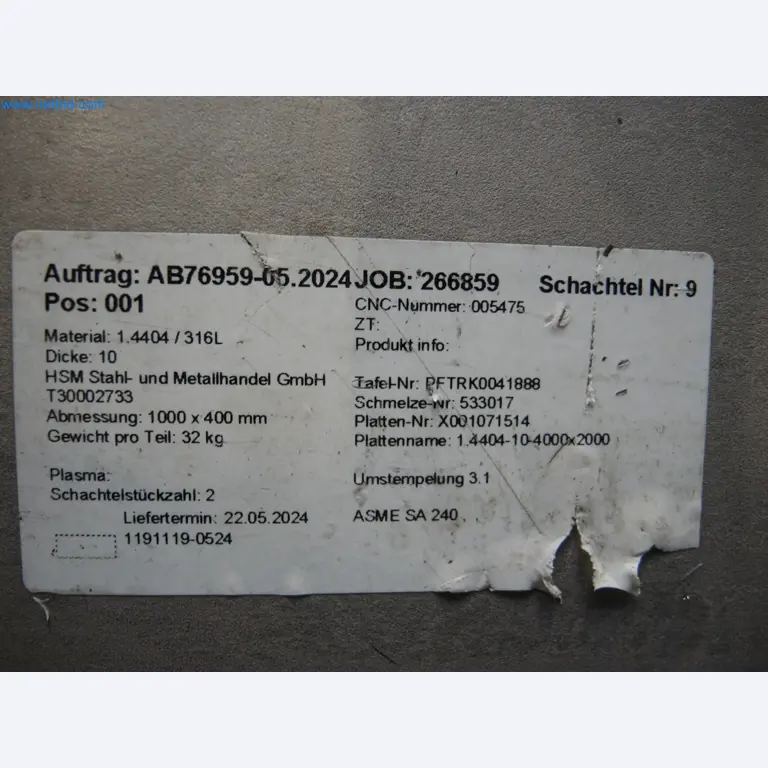 Auftrag: AB76959-05.2024 JOB: 266859 Schachtel Nr: 9
Pos: 001
CNC-Nummer: 005475
ZT:
Produkt info:
Material: 1.4404 / 316L
Dicke: 10
HSM Stahl- und Metallhandel GmbH
T30002733
Abmessung: 1000 x 400 mm
Gewicht pro Teil: 32 kg
Tafel-Nr: PFTRK0041888
Schmelze-Nr: 533017
Platten-Nr: X001071514
Plattenname: 1.4404-10-4000x2000
Plasma:
Schachtelstückzahl: 2
Umstempelung 3.1
Liefertermin: 22.05.2024
1191119-0524
ASME SA 240